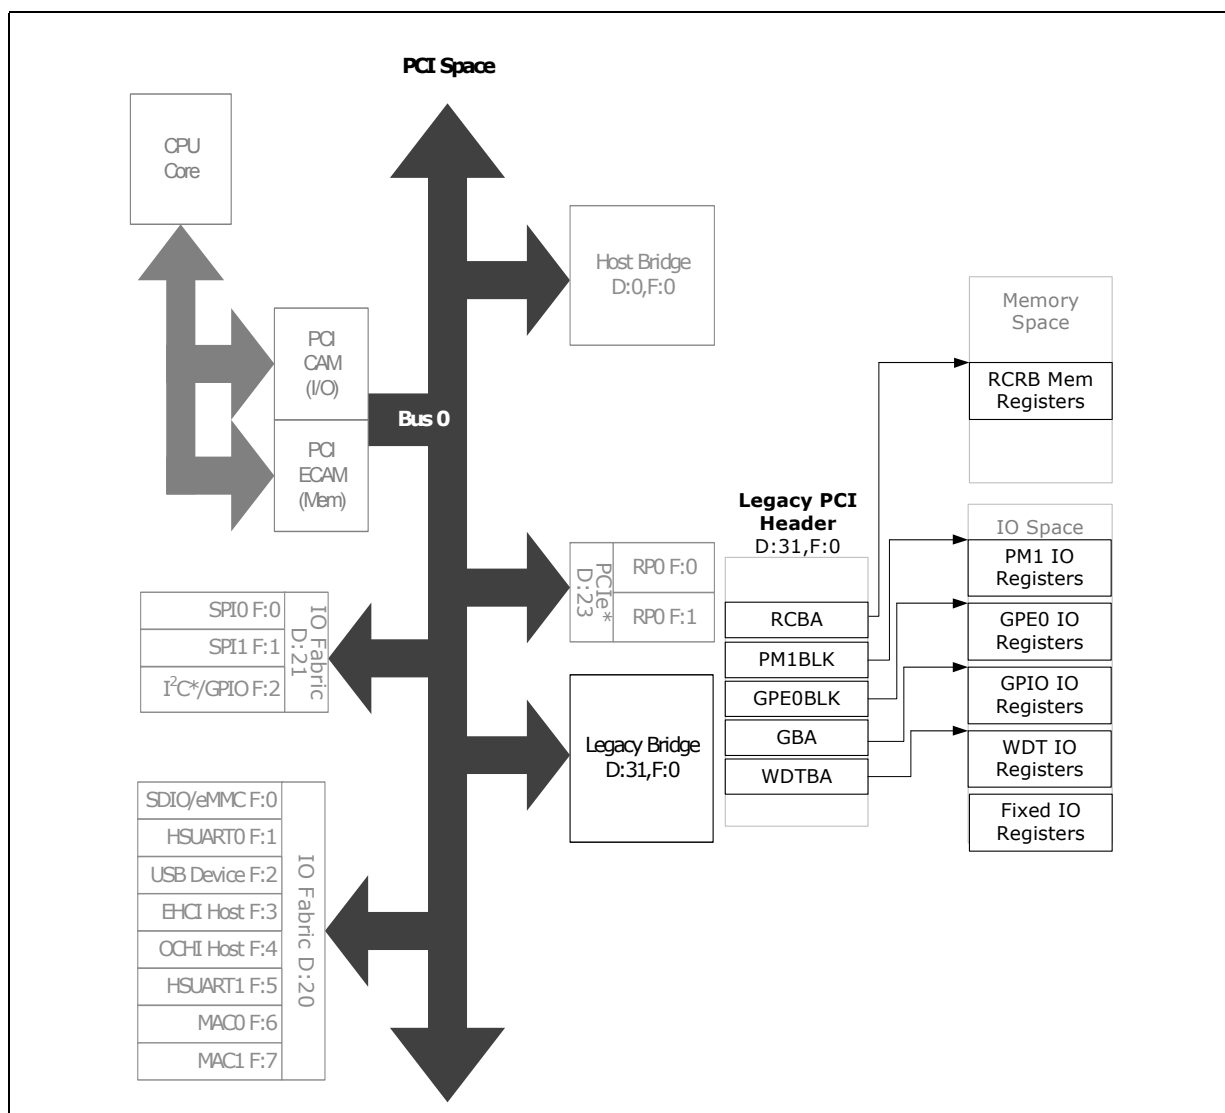 PCI Space
CPU
Core
Host Bridge
D:0,F:0
PCI
CAM
(I/O)
Bus 0
PCI
ECAM
(Mem)
Memory
Space
RCRB Mem
Registers
Legacy PCI
Header
D:31,F:0
RCBA
PM1BLK
GPE0BLK
GBA
WDTBA
IO Space
PM1 IO
Registers
GPE0 IO
Registers
GPIO IO
Registers
WDT IO
Registers
Fixed IO
Registers
PCIe*
D:23
RP0 F:0
RP0 F:1
SPI0 F:0
SPI1 F:1
I2C*/GPIO F:2
IO Fabric
D:21
Legacy Bridge
D:31,F:0
SDIO/eMMC F:0
HSUART0 F:1
USB Device F:2
EHCI Host F:3
OCHI Host F:4
HSUART1 F:5
MAC0 F:6
MAC1 F:7
IO Fabric D:20